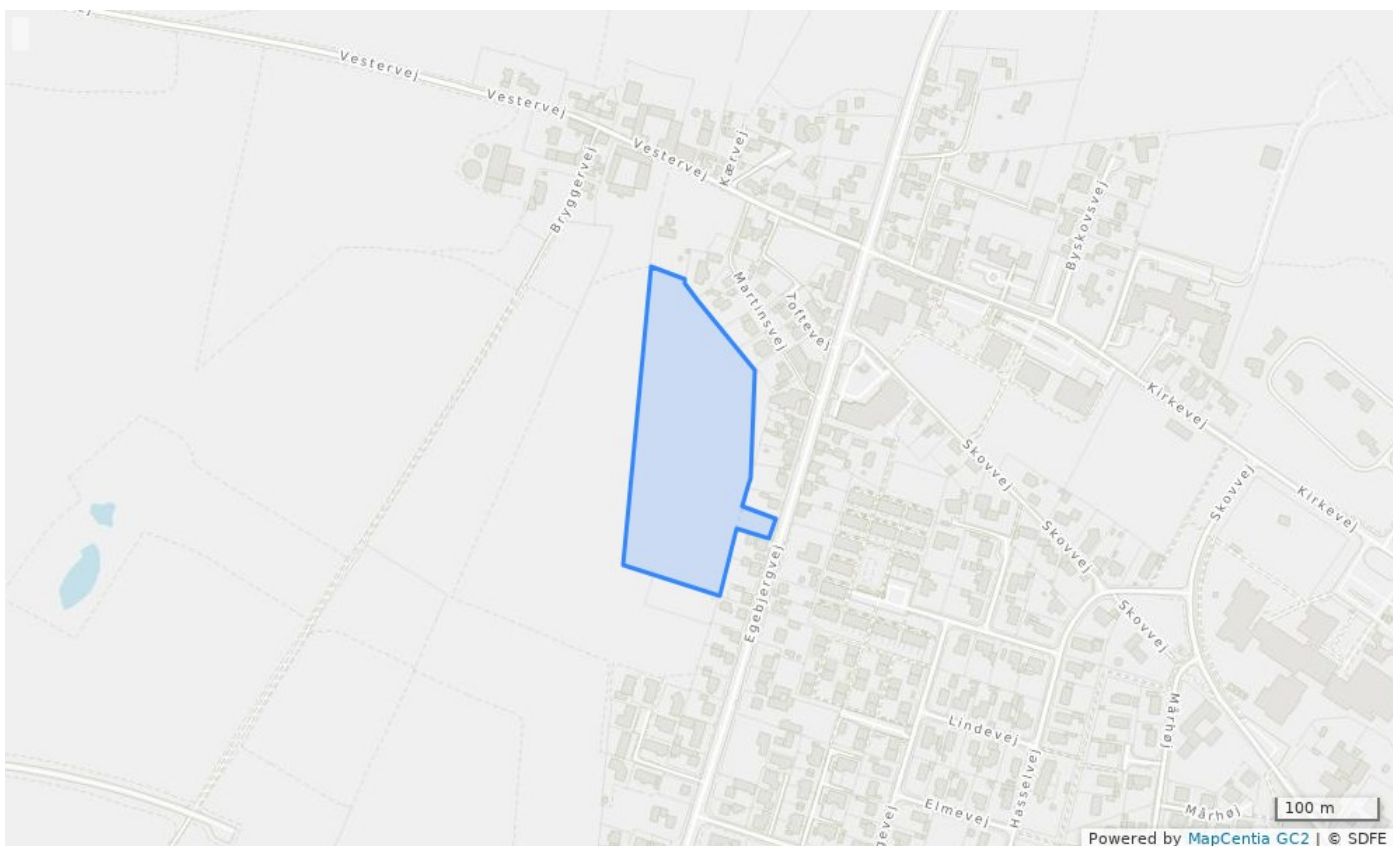 Vestervej
Vestervej
Vestervej
Kærvej
Bryggervej
Byskovsvej
Martinsvej
Toftevej
Kirkevej
Skovvej
Skovvej
Kirkevej
Skovvej
Skovvej
Egebjergvej
Mårhøj
Lindevej
Hasselvej
Elmevej
Mårhøj
gevej
100 m
Powered by MapCentia GC2 | © SDFE